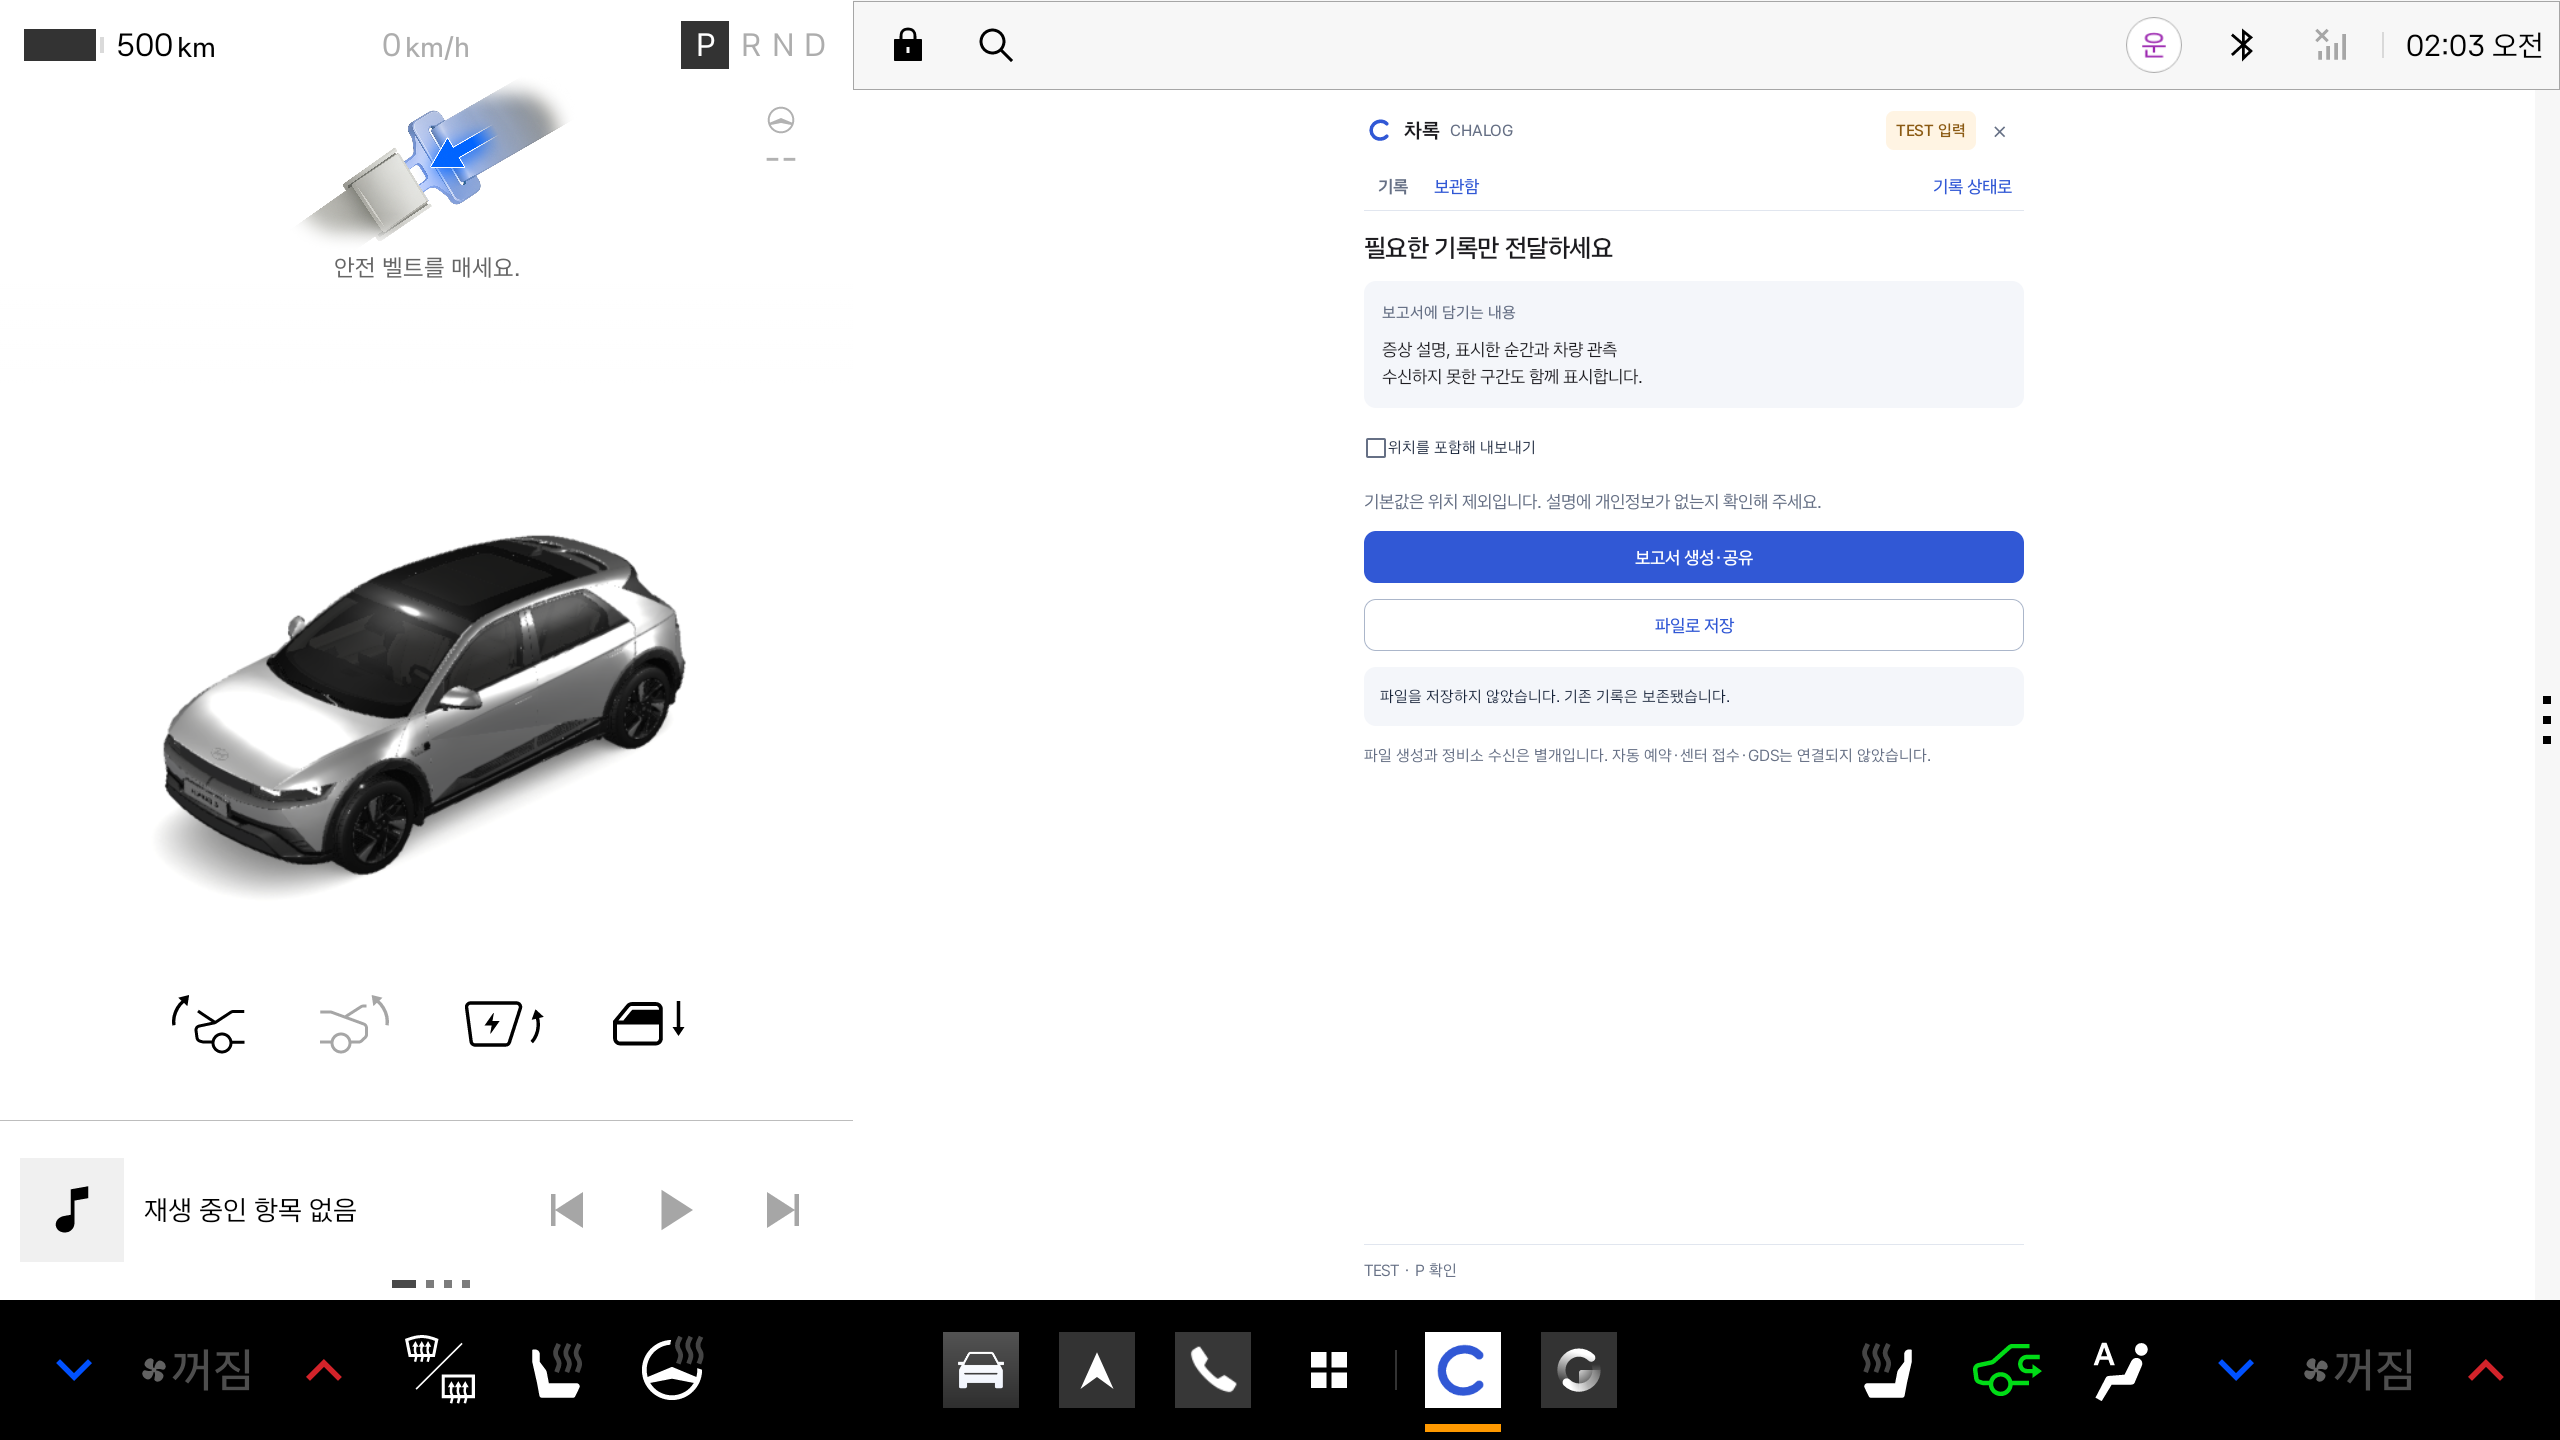 500 km
0 km/h
P R N D
운
02:03 오전
안전 벨트를 매세요.
차록 CHALOG
TEST 입력
기록 보관함
기록 상태로
필요한 기록만 전달하세요
보고서에 담기는 내용
증상 설명, 표시한 순간과 차량 관측
수신하지 못한 구간도 함께 표시합니다.
위치를 포함해 내보내기
기본값은 위치 제외입니다. 설명에 개인정보가 없는지 확인해 주세요.
보고서 생성·공유
파일로 저장
파일을 저장하지 않았습니다. 기존 기록은 보존됐습니다.
파일 생성과 정비소 수신은 별개입니다. 자동 예약·센터 접수·GDS는 연결되지 않았습니다.
재생 중인 항목 없음
TEST · P 확인
꺼짐
A
꺼짐